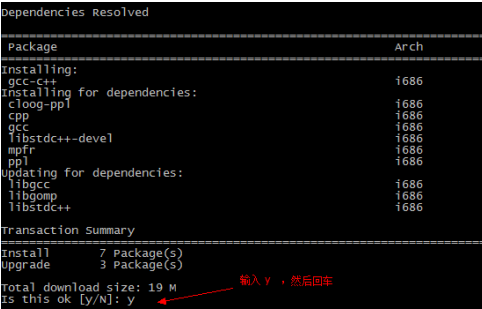 Dependencies Resolved
================================================================
Package Arch
================================================================
Installing:
gcc-c++ i686
Installing for dependencies:
cloog-ppl i686
cpp i686
gcc i686
libstdc++-devel i686
mpfr i686
ppl i686
Updating for dependencies:
libgcc i686
libgomp i686
libstdc++ i686
Transaction Summary
================================================================
Install 7 Package(s)
Upgrade 3 Package(s)
Total download size: 19 M
输入 y ，然后回车
Is this ok [y/N]: y